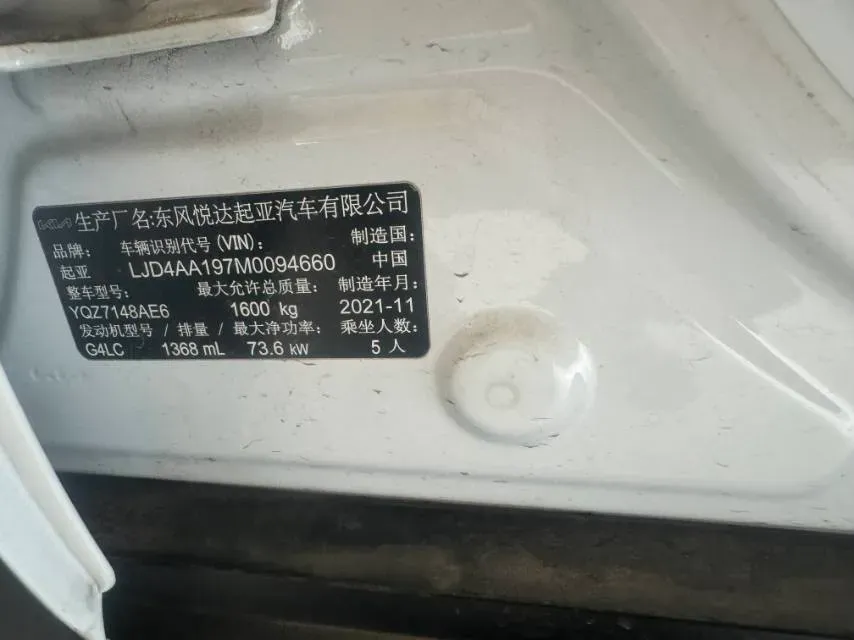 KIA 生产厂名:东风悦达起亚汽车有限公司
品牌: 车辆识别代号(VIN): 制造国:
起亚 LJD4AA197M0094660 中国
整车型号: 最大允许总质量: 制造年月:
YQZ7148AE6 1600 kg 2021-11
发动机型号 / 排量 / 最大净功率: 乘坐人数:
G4LC 1368 mL 73.6 kW 5 人